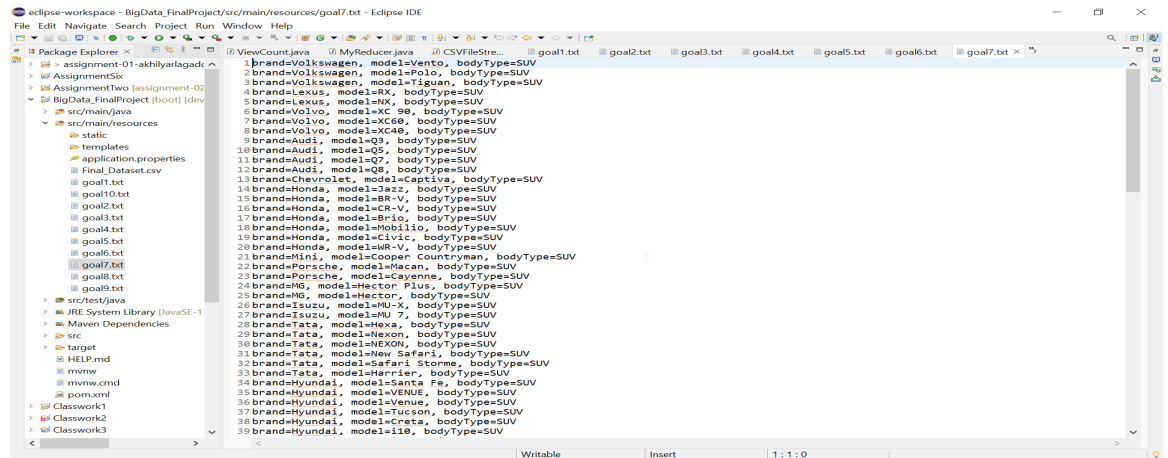 eclipse-workspace - BigData_FinalProject/src/main/resources/goal7.txt - Eclipse IDE
File Edit Navigate Search Project Run Window Help
Package Explorer
ViewCount.java MyReducer.java CSVFileStre... goal1.txt goal2.txt goal3.txt goal4.txt goal5.txt goal6.txt goal7.txt
> assignment-01-akhilyarlagadd
AssignmentSix
AssignmentTwo [assignment-02
BigData_FinalProject [boot] [dev
src/main/java
src/main/resources
static
templates
application.properties
Final_Dataset.csv
goal1.txt
goal10.txt
goal2.txt
goal3.txt
goal4.txt
goal5.txt
goal6.txt
goal7.txt
goal8.txt
goal9.txt
src/test/java
JRE System Library [JavaSE-1
Maven Dependencies
src
target
HELP.md
mvnw
mvnw.cmd
pom.xml
Classwork1
Classwork2
Classwork3
1 brand=Volkswagen, model=Vento, bodyType=SUV
2 brand=Volkswagen, model=Polo, bodyType=SUV
3 brand=Volkswagen, model=Tiguan, bodyType=SUV
4 brand=Lexus, model=RX, bodyType=SUV
5 brand=Lexus, model=NX, bodyType=SUV
6 brand=Volvo, model=XC 90, bodyType=SUV
7 brand=Volvo, model=XC60, bodyType=SUV
8 brand=Volvo, model=XC40, bodyType=SUV
9 brand=Audi, model=Q3, bodyType=SUV
10 brand=Audi, model=Q5, bodyType=SUV
11 brand=Audi, model=Q7, bodyType=SUV
12 brand=Audi, model=Q8, bodyType=SUV
13 brand=Chevrolet, model=Captiva, bodyType=SUV
14 brand=Honda, model=Jazz, bodyType=SUV
15 brand=Honda, model=BR-V, bodyType=SUV
16 brand=Honda, model=CR-V, bodyType=SUV
17 brand=Honda, model=Brio, bodyType=SUV
18 brand=Honda, model=Mobilio, bodyType=SUV
19 brand=Honda, model=Civic, bodyType=SUV
20 brand=Honda, model=WR-V, bodyType=SUV
21 brand=Mini, model=Cooper Countryman, bodyType=SUV
22 brand=Porsche, model=Macan, bodyType=SUV
23 brand=Porsche, model=Cayenne, bodyType=SUV
24 brand=MG, model=Hector Plus, bodyType=SUV
25 brand=MG, model=Hector, bodyType=SUV
26 brand=Isuzu, model=MU-X, bodyType=SUV
27 brand=Isuzu, model=MU 7, bodyType=SUV
28 brand=Tata, model=Hexa, bodyType=SUV
29 brand=Tata, model=Nexon, bodyType=SUV
30 brand=Tata, model=NEXON, bodyType=SUV
31 brand=Tata, model=New Safari, bodyType=SUV
32 brand=Tata, model=Safari Storme, bodyType=SUV
33 brand=Tata, model=Harrier, bodyType=SUV
34 brand=Hyundai, model=Santa Fe, bodyType=SUV
35 brand=Hyundai, model=VENUE, bodyType=SUV
36 brand=Hyundai, model=Venue, bodyType=SUV
37 brand=Hyundai, model=Tucson, bodyType=SUV
38 brand=Hyundai, model=Creta, bodyType=SUV
39 brand=Hyundai, model=i10, bodyType=SUV
Writable Insert 1 : 1 : 0